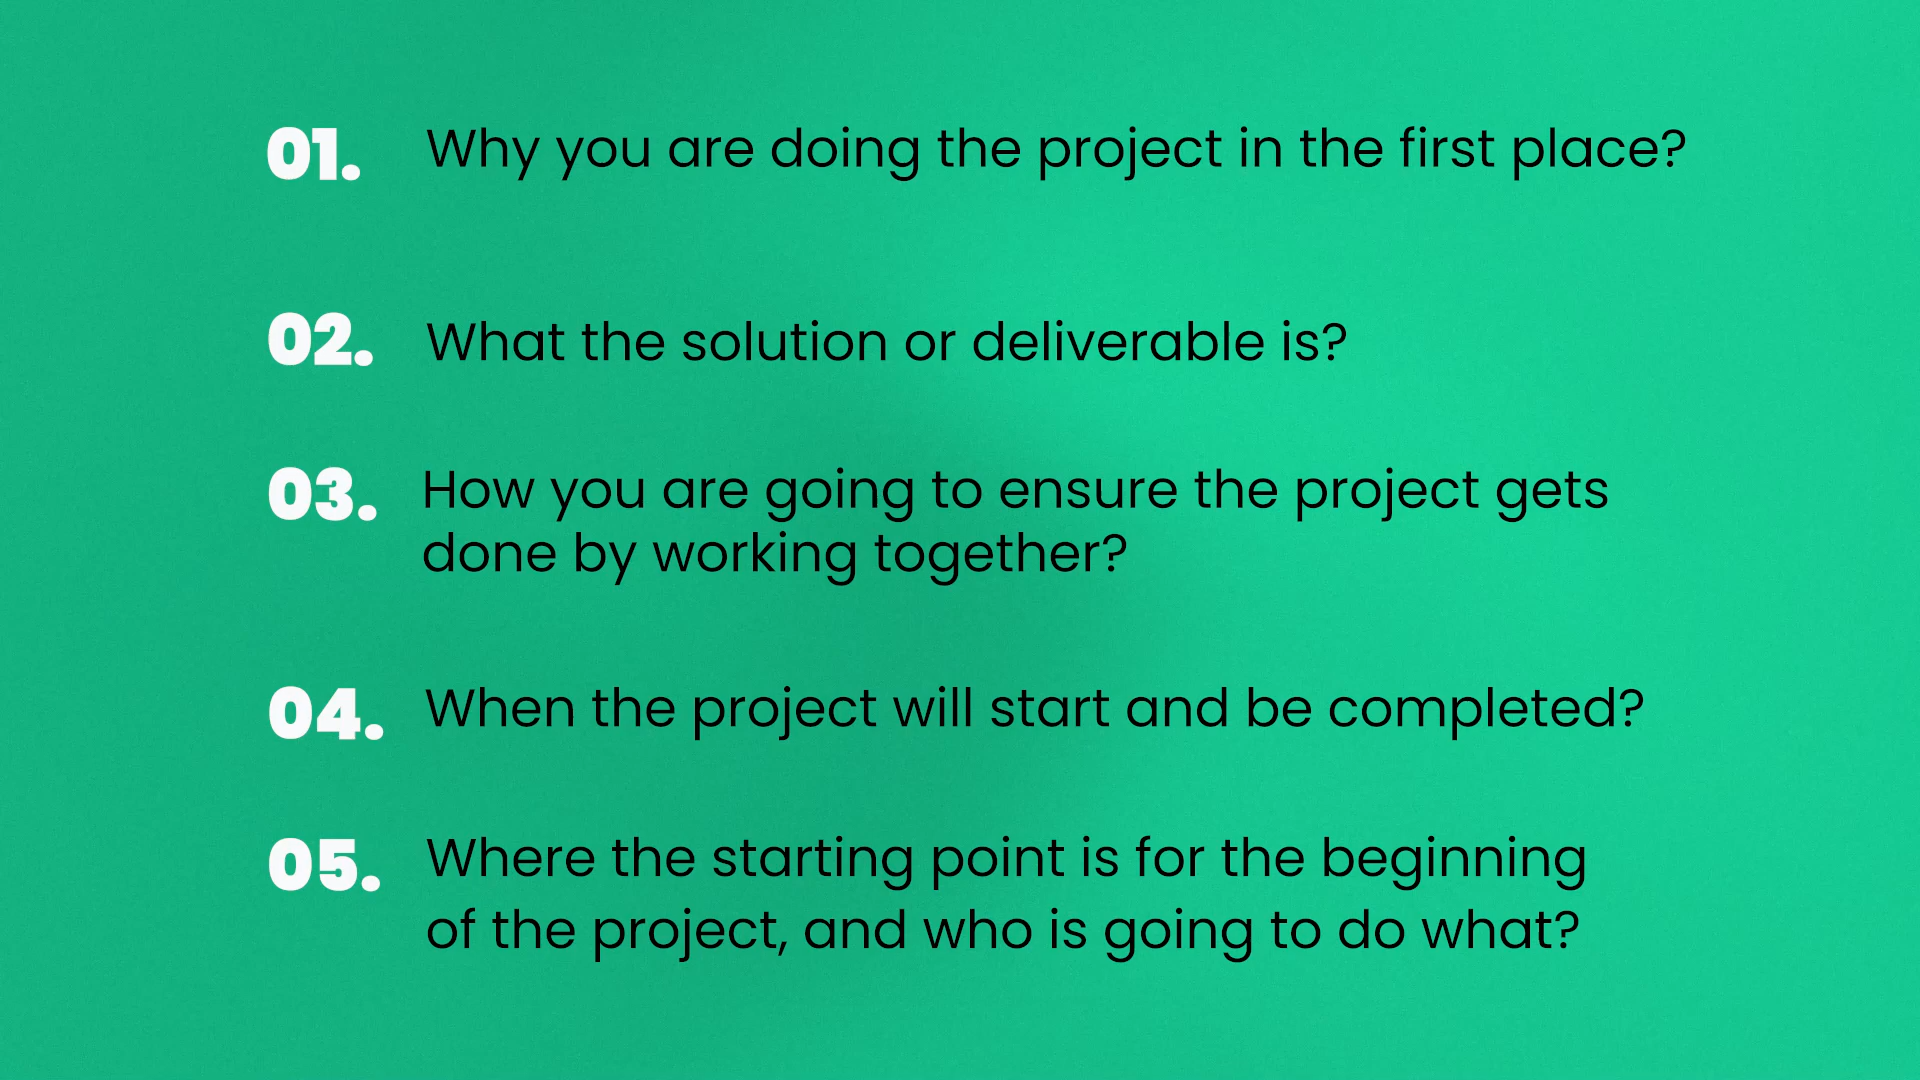 01. Why you are doing the project in the first place?
02. What the solution or deliverable is?
03. How you are going to ensure the project gets
done by working together?
04. When the project will start and be completed?
05. Where the starting point is for the beginning
of the project, and who is going to do what?